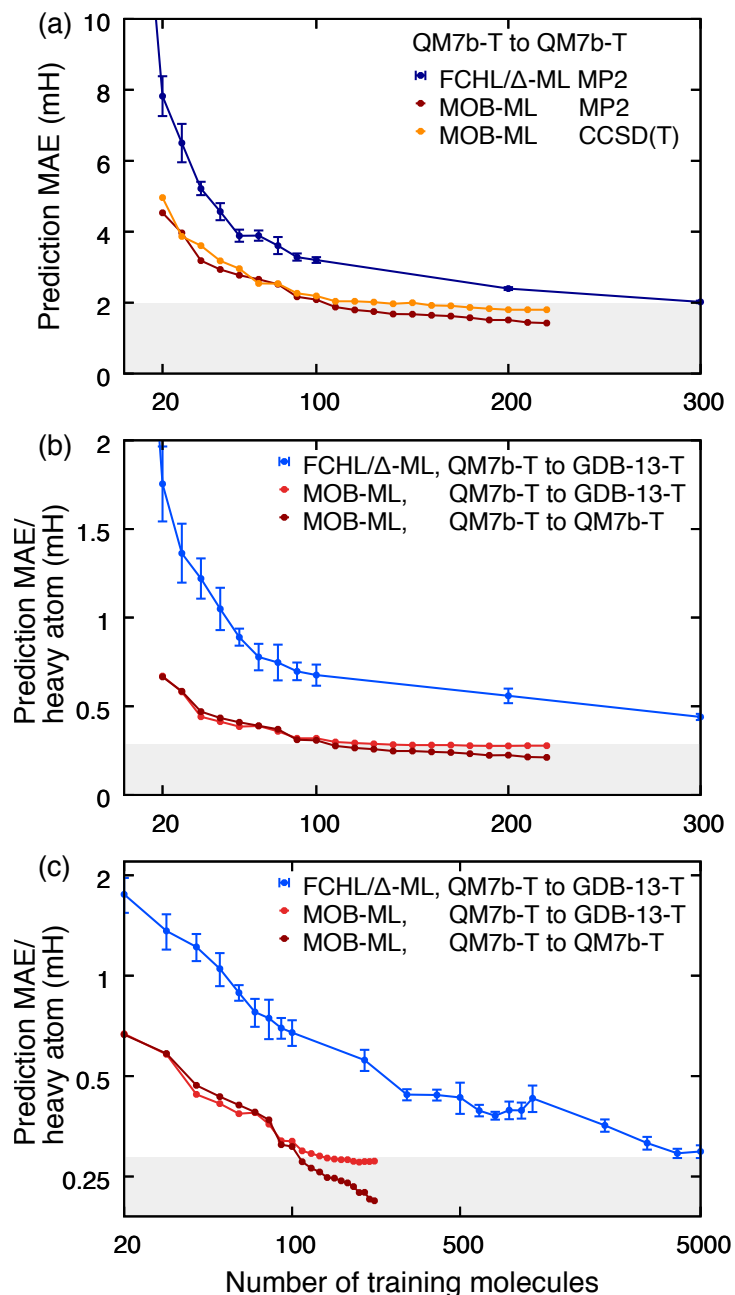 (a)
QM7b-T to QM7b-T
FCHL/Δ-ML MP2
MOB-ML MP2
MOB-ML CCSD(T)
Prediction MAE (mH)
10
8
6
4
2
0
20 100 200 300
(b)
FCHL/Δ-ML, QM7b-T to GDB-13-T
MOB-ML, QM7b-T to GDB-13-T
MOB-ML, QM7b-T to QM7b-T
Prediction MAE/
heavy atom (mH)
2
1.5
1
0.5
0
20 100 200 300
(c)
FCHL/Δ-ML, QM7b-T to GDB-13-T
MOB-ML, QM7b-T to GDB-13-T
MOB-ML, QM7b-T to QM7b-T
Prediction MAE/
heavy atom (mH)
2
1
0.5
0.25
20 100 500 5000
Number of training molecules